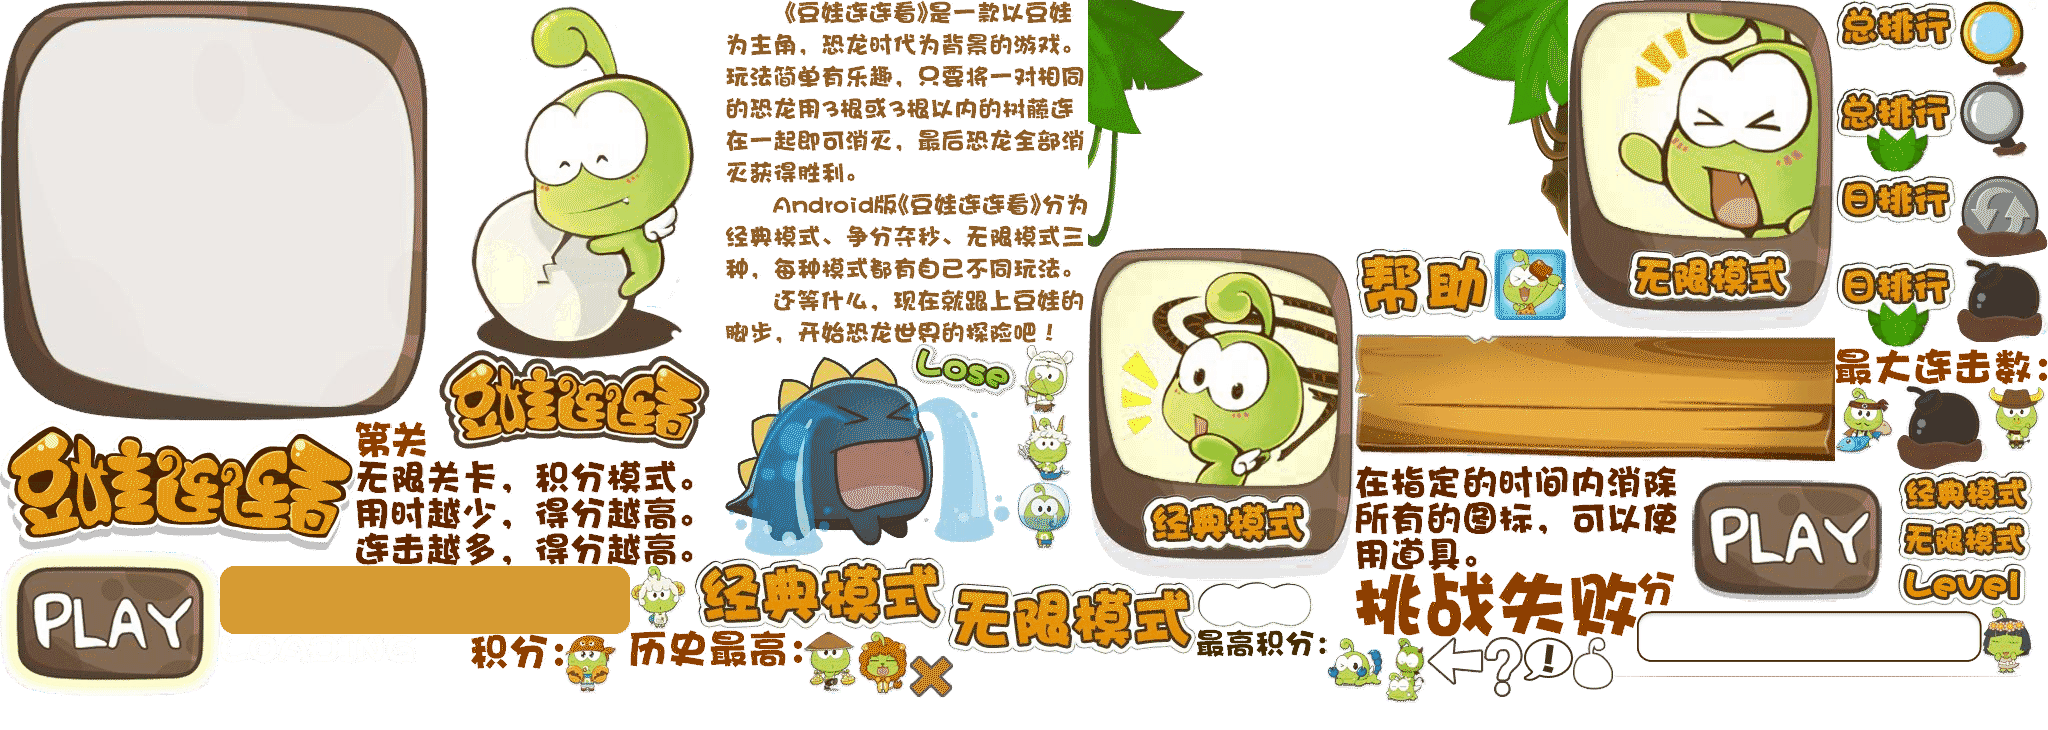 《豆娃连连看》是一款以豆娃
为主角，恐龙时代为背景的游戏。
玩法简单有乐趣，只要将一对相同
的恐龙用3根或3根以内的树藤连
在一起即可消灭，最后恐龙全部消
灭获得胜利。
Android版《豆娃连连看》分为
经典模式、争分夺秒、无限模式三
种，每种模式都有自己不同玩法。
还等什么，现在就跟上豆娃的
脚步，开始恐龙世界的探险吧！
总排行
总排行
日排行
日排行
无限模式
帮助
豆娃连连看
Lose
最大连击数：
豆娃连连看
第关
无限关卡，积分模式。
用时越少，得分越高。
连击越多，得分越高。
经典模式
在指定的时间内消除
所有的图标，可以使
用道具。
PLAY
经典模式
无限模式
Level
PLAY
经典模式
无限模式
挑战失败
分
积分：
历史最高：
最高积分：
?
!